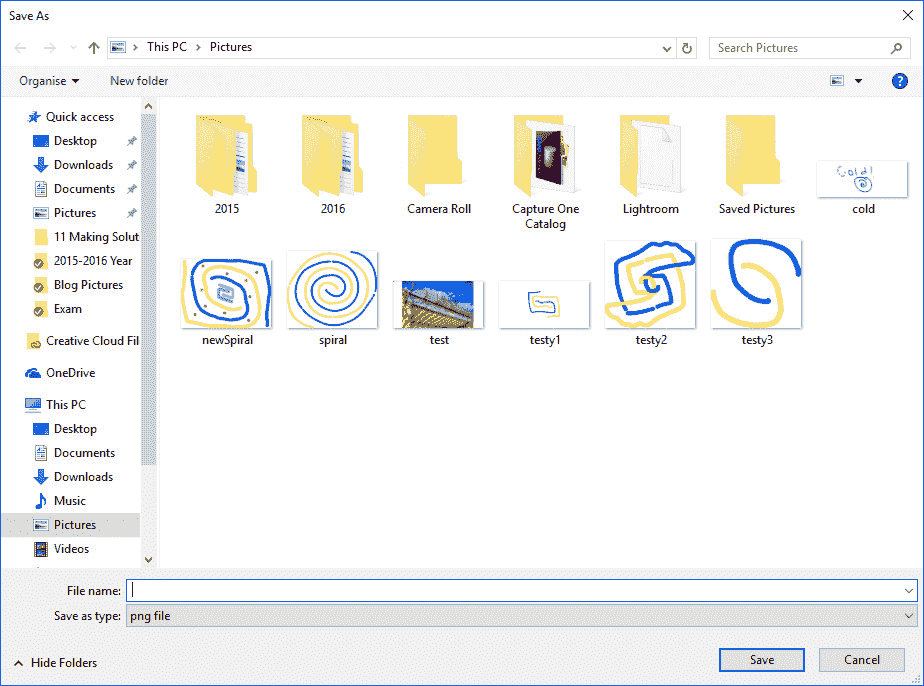 Save As
This PC > Pictures
Search Pictures
Organise
New folder
?
Quick access
Desktop
Downloads
Documents
Pictures
11 Making Solut
2015-2016 Year
Blog Pictures
Exam
Creative Cloud Fil
OneDrive
This PC
Desktop
Documents
Downloads
Music
Pictures
Videos
2015
2016
Camera Roll
Capture One
Catalog
Lightroom
Saved Pictures
Cold!
cold
newSpiral
spiral
test
testy1
testy2
testy3
File name:
Save as type: png file
Hide Folders
Save
Cancel